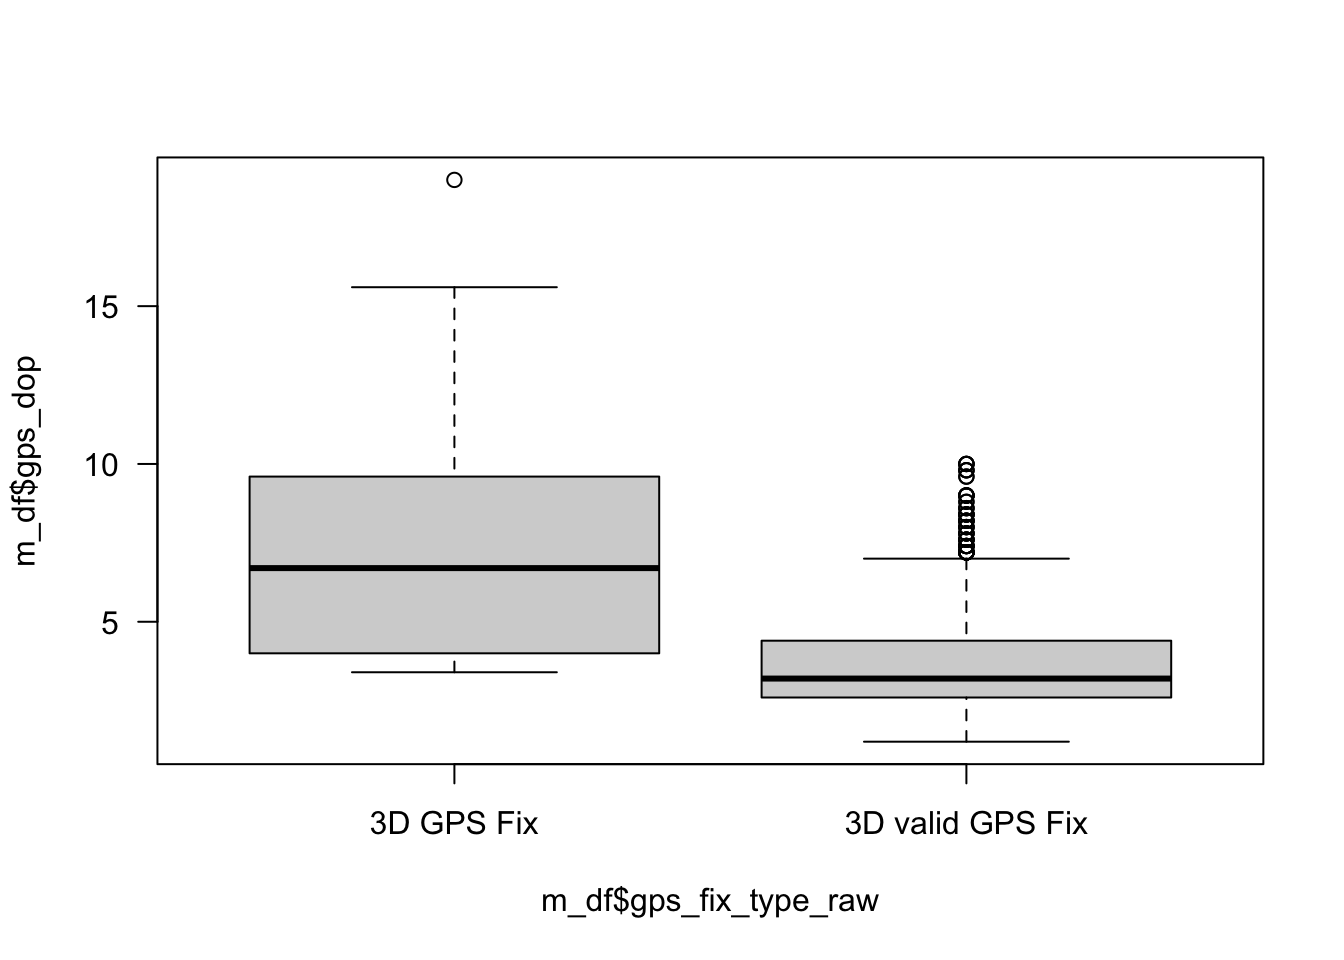 15
10
5
m_df$gps_dop
3D GPS Fix
3D valid GPS Fix
m_df$gps_fix_type_raw